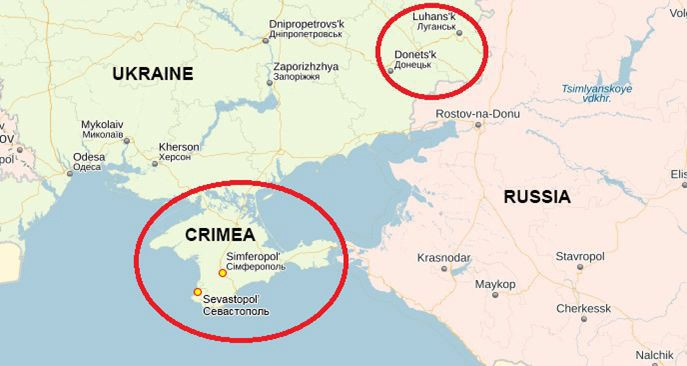 Luhans'k
Луганськ
Dnipropetrovs'k
Дніпропетровськ
Donets'k
Донецьк
UKRAINE
Zaporizhzhya
Запоріжжя
Tsimlyanskoye
vdkhr.
Mykolaiv
Миколаїв
Rostov-na-Donu
Kherson
Херсон
Odesa
Одеса
RUSSIA
CRIMEA
Simferopol'
Сімферополь
Sevastopol'
Севастополь
Krasnodar
Stavropol
Maykop
Cherkessk
Nalchik